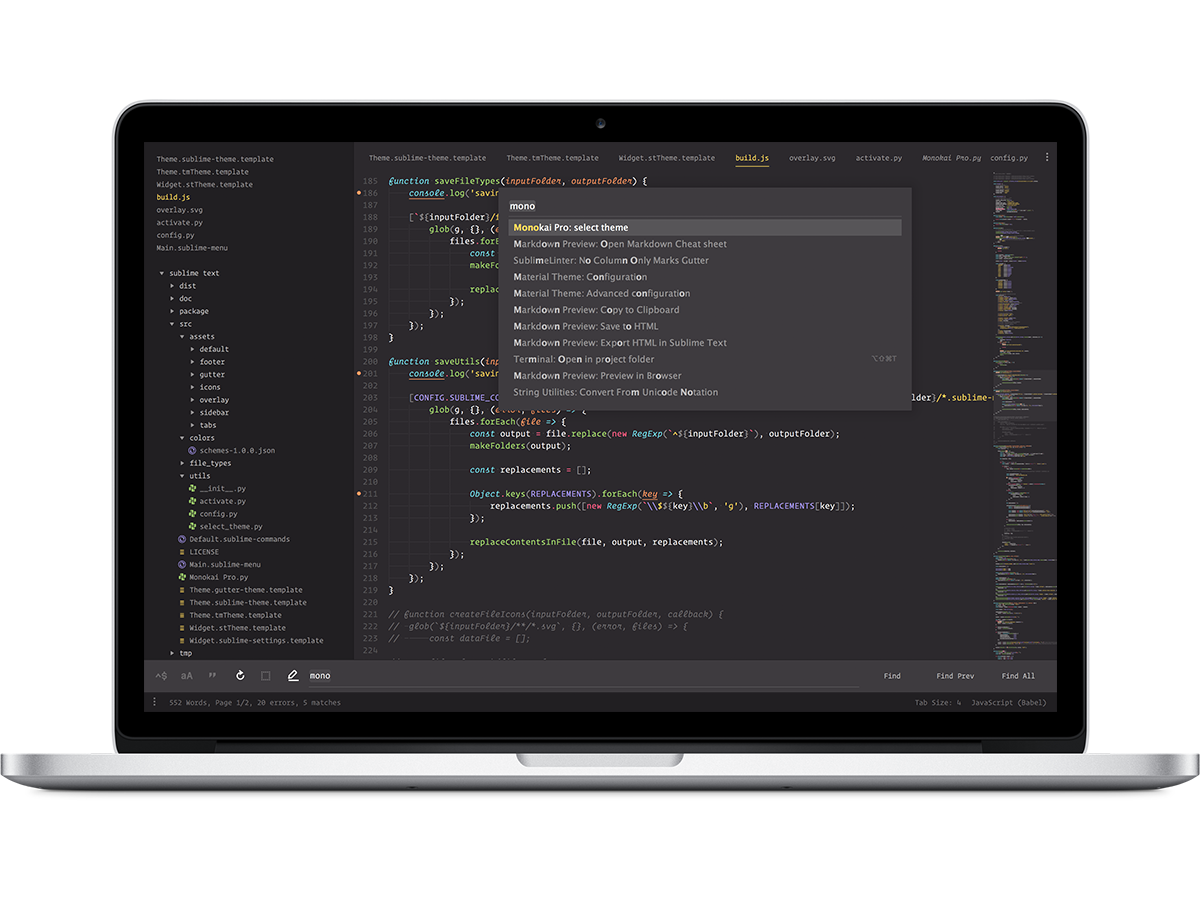 Theme.sublime-theme.template
Theme.tmTheme.template
Widget.stTheme.template
build.js
overlay.svg
activate.py
config.py
Main.sublime-menu
sublime text
dist
doc
package
src
assets
default
footer
gutter
icons
overlay
sidebar
tabs
colors
schemes-1.0.0.json
file_types
utils
__init__.py
activate.py
config.py
select_theme.py
Default.sublime-commands
LICENSE
Main.sublime-menu
Monokai Pro.py
Theme.gutter-theme.template
Theme.sublime-theme.template
Theme.tmTheme.template
Widget.stTheme.template
Widget.sublime-settings.template
tmp
Theme.sublime-theme.template Theme.tmTheme.template Widget.stTheme.template build.js overlay.svg activate.py Monokai Pro.py config.py
185 function saveFileTypes(inputFolder, outputFolder) {
186 console.log('savin
187
188 [`${inputFolder}/f
189 glob(g, {}, (e
190 files.forE
191 const
192 makeFo
193
194 replac
195 });
196 });
197 });
198 }
199
200 function saveUtils(inp
201 console.log('savin
202
203 [CONFIG.SUBLIME_CO lder}/*.sublime-
204 glob(g, {}, (error, files) => {
205 files.forEach(file => {
206 const output = file.replace(new RegExp(`^${inputFolder}`), outputFolder);
207 makeFolders(output);
208
209 const replacements = [];
210
211 Object.keys(REPLACEMENTS).forEach(key => {
212 replacements.push([new RegExp(`\\$${key}\\b`, 'g'), REPLACEMENTS[key]]);
213 });
214
215 replaceContentsInFile(file, output, replacements);
216 });
217 });
218 });
219 }
220
221 // function createFileIcons(inputFolder, outputFolder, callback) {
222 // glob(`${inputFolder}/**/*.svg`, {}, (error, files) => {
223 // const dataFile = [];
224
mono
Monokai Pro: select theme
Markdown Preview: Open Markdown Cheat sheet
SublimeLinter: No Column Only Marks Gutter
Material Theme: Configuration
Material Theme: Advanced configuration
Markdown Preview: Copy to Clipboard
Markdown Preview: Save to HTML
Markdown Preview: Export HTML in Sublime Text
Terminal: Open in project folder ⌥⇧⌘T
Markdown Preview: Preview in Browser
String Utilities: Convert From Unicode Notation
^$ aA ” mono Find Find Prev Find All
552 Words, Page 1/2, 20 errors, 5 matches Tab Size: 4 JavaScript (Babel)